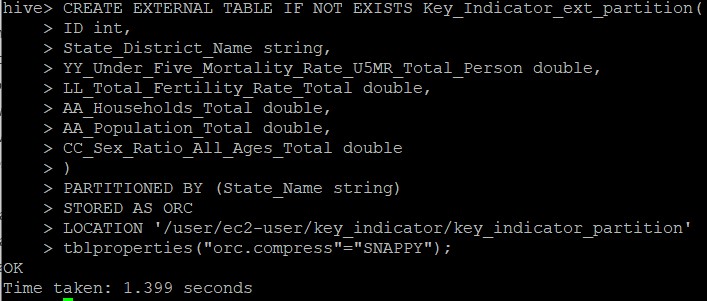 hive> CREATE EXTERNAL TABLE IF NOT EXISTS Key_Indicator_ext_partition(
    > ID int,
    > State_District_Name string,
    > YY_Under_Five_Mortality_Rate_U5MR_Total_Person double,
    > LL_Total_Fertility_Rate_Total double,
    > AA_Households_Total double,
    > AA_Population_Total double,
    > CC_Sex_Ratio_All_Ages_Total double
    > )
    > PARTITIONED BY (State_Name string)
    > STORED AS ORC
    > LOCATION '/user/ec2-user/key_indicator/key_indicator_partition'
    > tblproperties("orc.compress"="SNAPPY");
OK
Time taken: 1.399 seconds